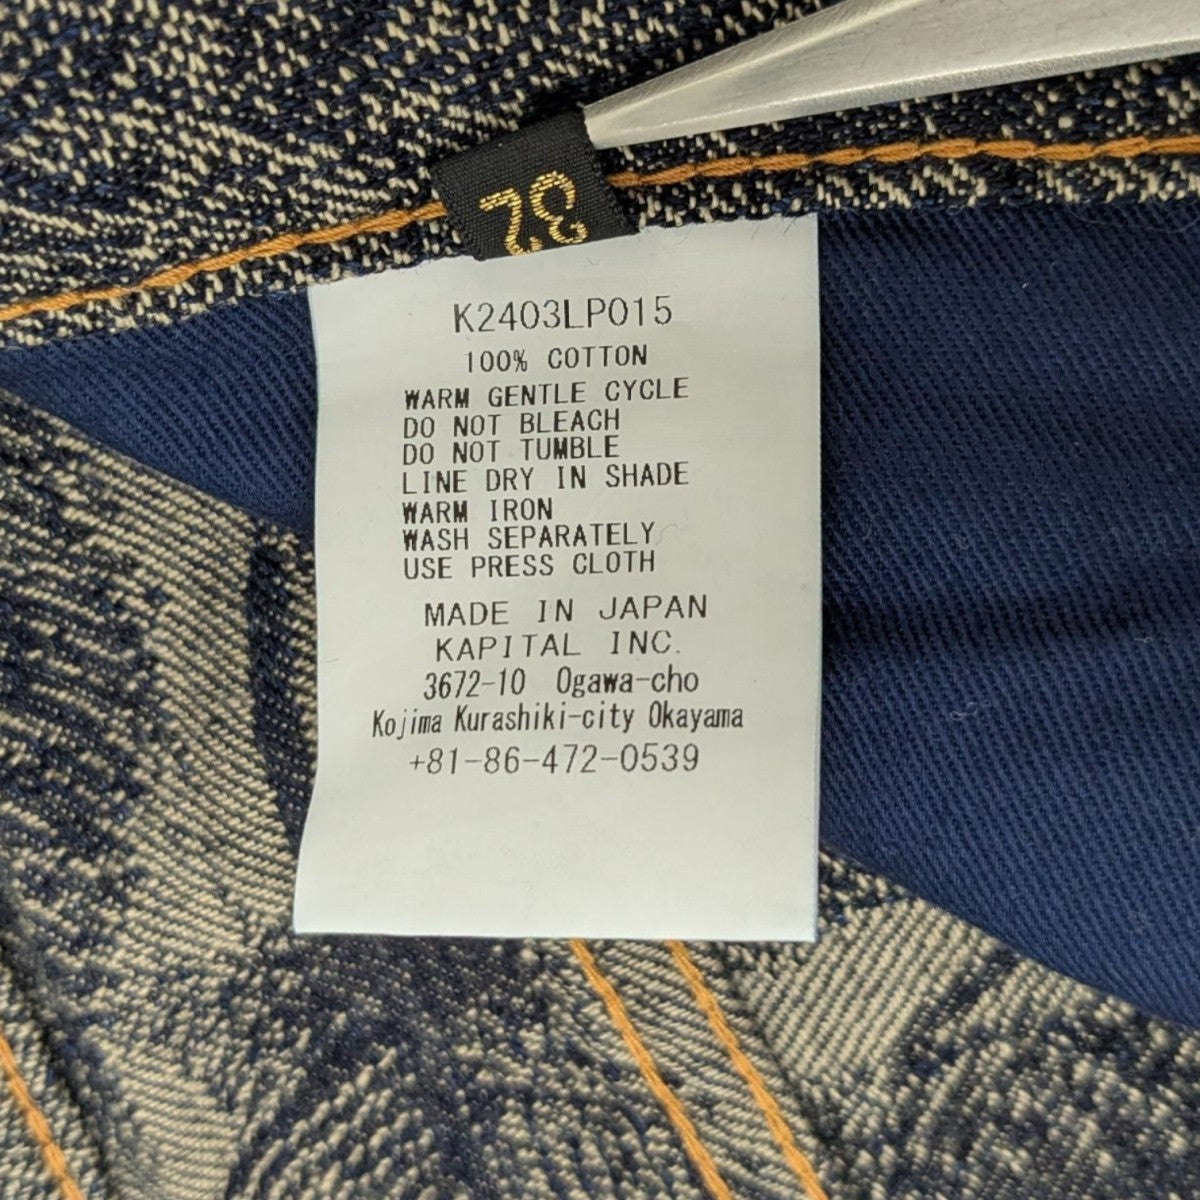 32
K2403LP015
100% COTTON
WARM GENTLE CYCLE
DO NOT BLEACH
DO NOT TUMBLE
LINE DRY IN SHADE
WARM IRON
WASH SEPARATELY
USE PRESS CLOTH
MADE IN JAPAN
KAPITAL INC.
3672-10 Ogawa-cho
Kojima Kurashiki-city Okayama
+81-86-472-0539